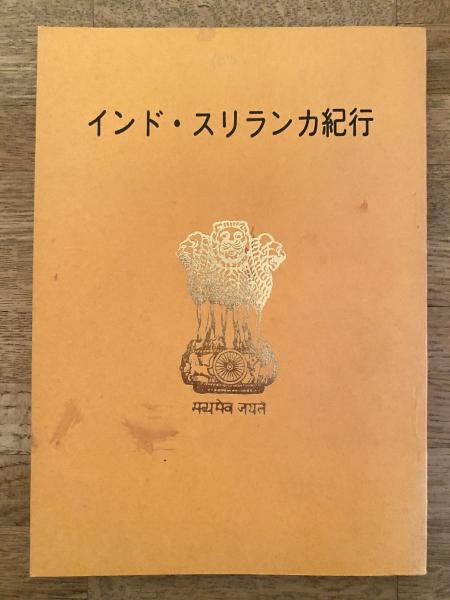 インド・スリランカ紀行
सत्यमेव जयते